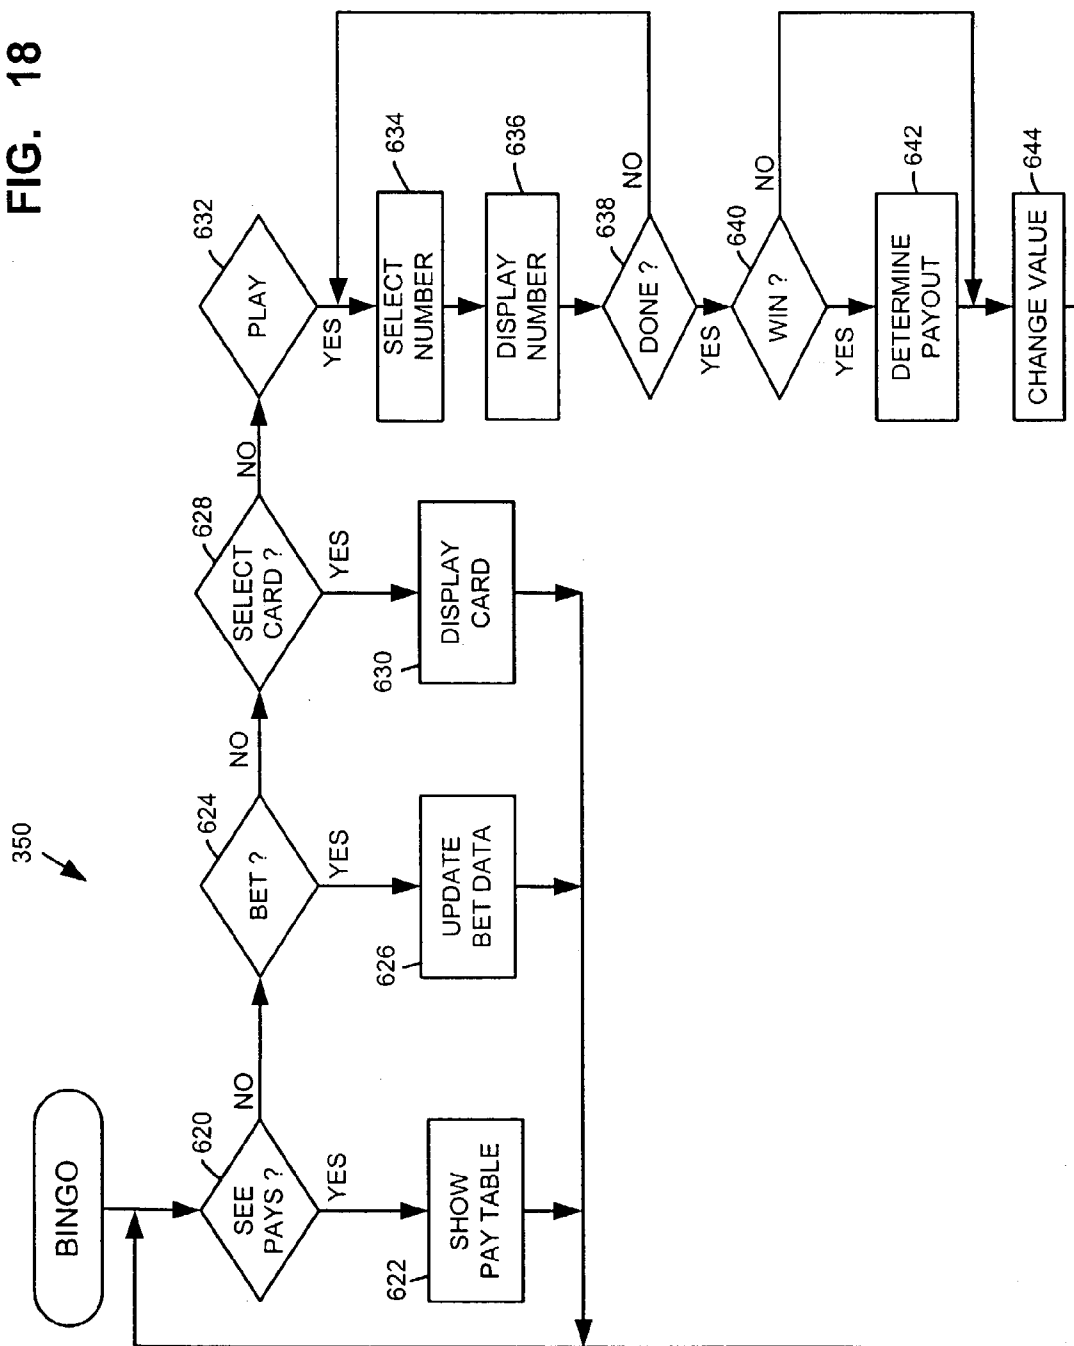 FIG. 18
350
BINGO
620
SEE
PAYS ?
NO
YES
622
SHOW
PAY TABLE
624
BET ?
NO
YES
626
UPDATE
BET DATA
628
SELECT
CARD ?
NO
YES
630
DISPLAY
CARD
632
PLAY
YES
634
SELECT
NUMBER
636
DISPLAY
NUMBER
638
DONE ?
NO
YES
640
WIN ?
NO
YES
642
DETERMINE
PAYOUT
644
CHANGE VALUE